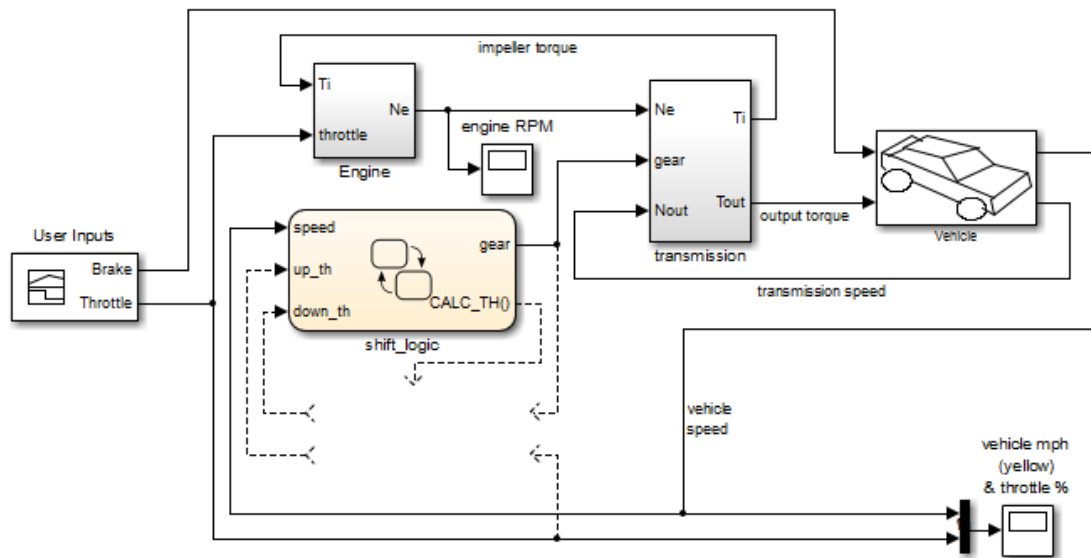 impeller torque
Ti
Ne
throttle
Engine
engine RPM
Ne
Ti
gear
Nout
Tout
transmission
output torque
Vehicle
transmission speed
User Inputs
Brake
Throttle
speed
gear
up_th
CALC_TH()
down_th
shift_logic
vehicle
speed
vehicle mph
(yellow)
& throttle %